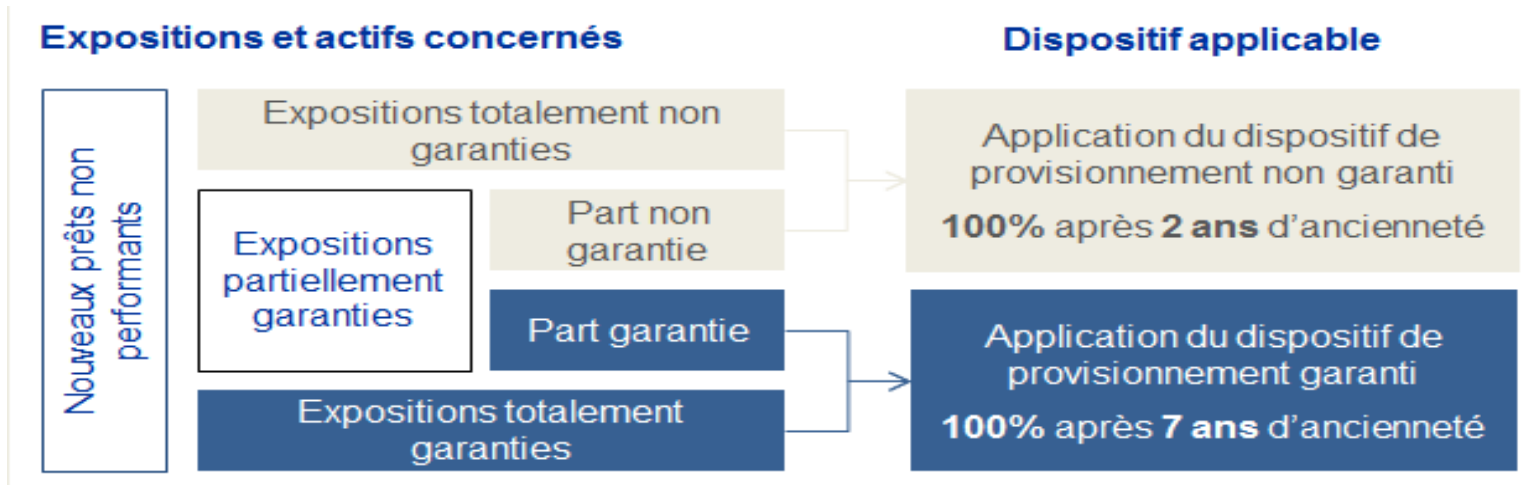 Expositions et actifs concernés
Dispositif applicable
Nouveaux prêts non
performants
Expositions totalement non
garanties
Expositions
partiellement
garanties
Part non
garantie
Part garantie
Expositions totalement
garanties
Application du dispositif de
provisionnement non garanti
100% après 2 ans d’ancienneté
Application du dispositif de
provisionnement garanti
100% après 7 ans d’ancienneté